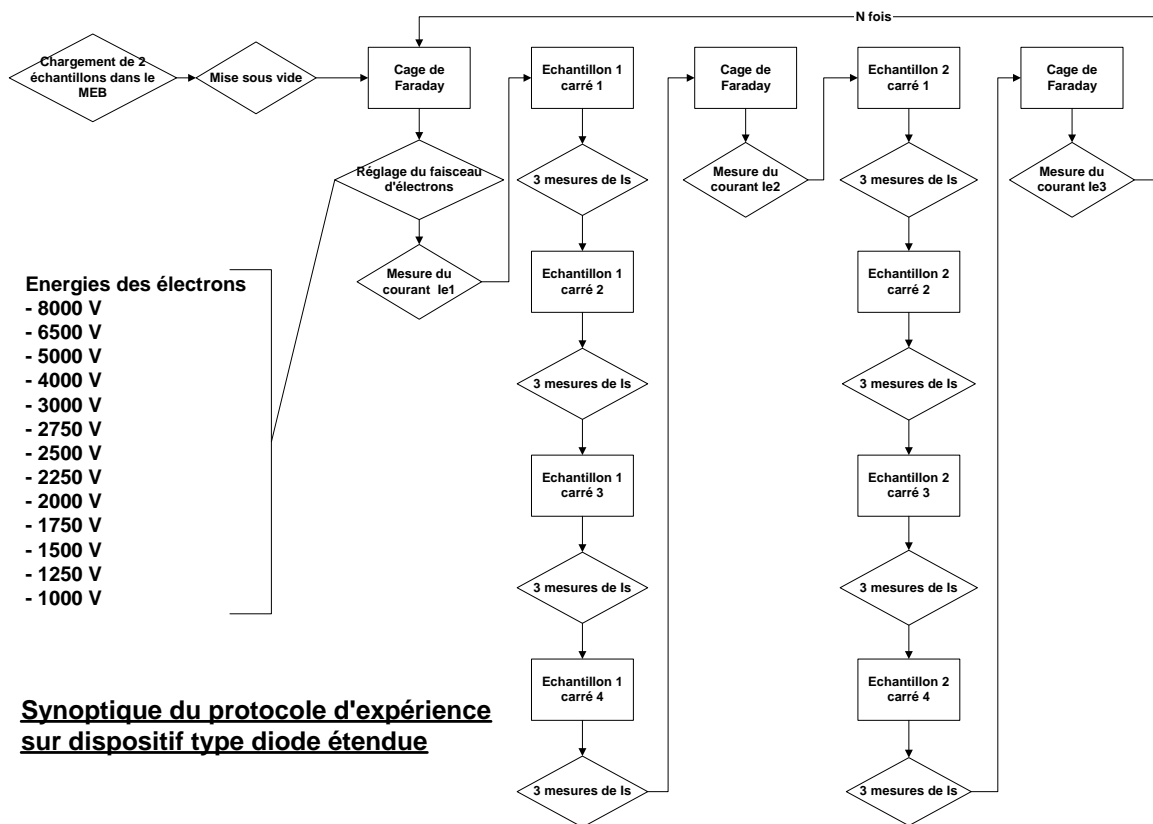 N fois
Chargement de 2
échantillons dans le
MEB
Mise sous vide
Cage de
Faraday
Réglage du faisceau
d'électrons
Mesure du
courant Ie1
Echantillon 1
carré 1
3 mesures de Is
Echantillon 1
carré 2
3 mesures de Is
Echantillon 1
carré 3
3 mesures de Is
Echantillon 1
carré 4
3 mesures de Is
Cage de
Faraday
Mesure du
courant Ie2
Echantillon 2
carré 1
3 mesures de Is
Echantillon 2
carré 2
3 mesures de Is
Echantillon 2
carré 3
3 mesures de Is
Echantillon 2
carré 4
3 mesures de Is
Cage de
Faraday
Mesure du
courant Ie3
Energies des électrons
- 8000 V
- 6500 V
- 5000 V
- 4000 V
- 3000 V
- 2750 V
- 2500 V
- 2250 V
- 2000 V
- 1750 V
- 1500 V
- 1250 V
- 1000 V
Synoptique du protocole d'expérience
sur dispositif type diode étendue